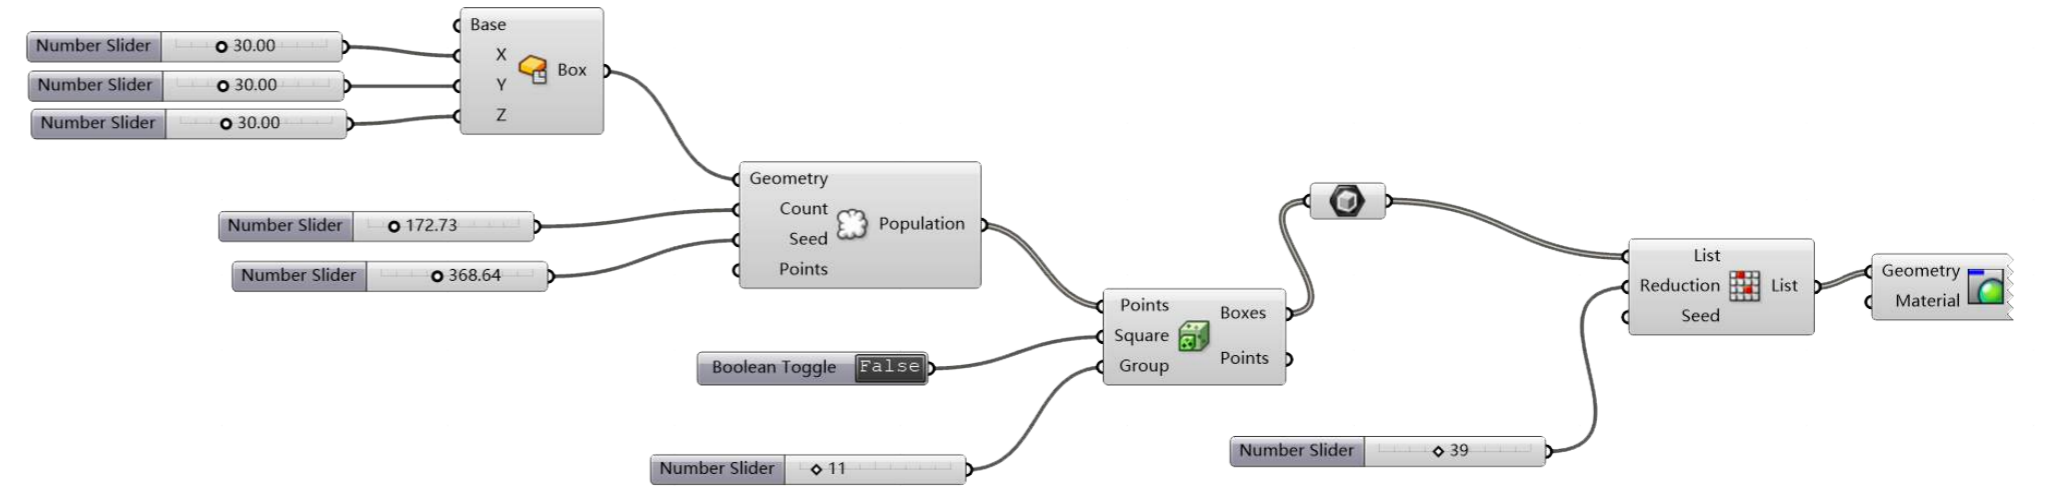 Base
Number Slider 30.00
X
Box
Number Slider 30.00
Y
Number Slider 30.00
Z
Geometry
Number Slider 172.73
Count
Population
Seed
Number Slider 368.64
Points
Points
Boxes
Square
Boolean Toggle False
Group
Points
Number Slider 11
List
Reduction
List
Seed
Number Slider 39
Geometry
Material